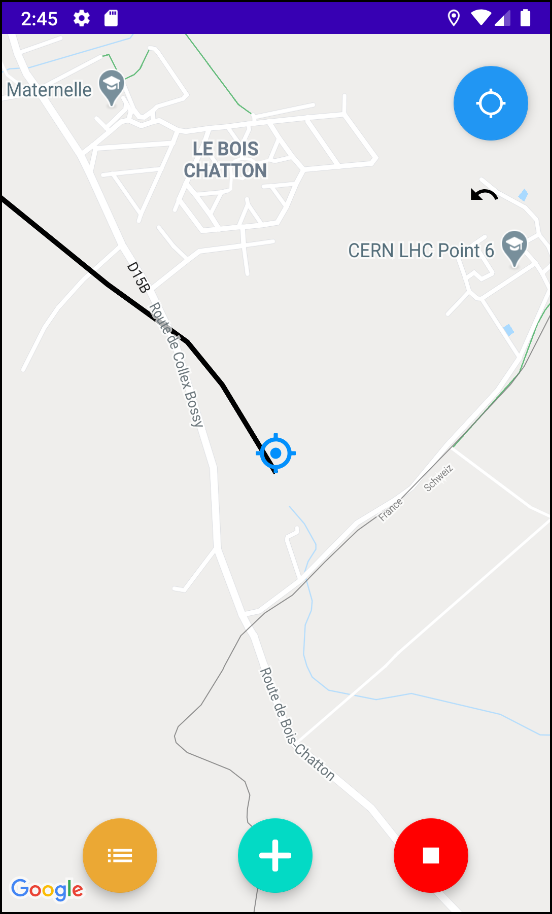 2:45
Maternelle
LE BOIS
CHATTON
CERN LHC Point 6
D15B
Route de Collex Bossy
France
Schweiz
Route de Bois-Chatton
Google